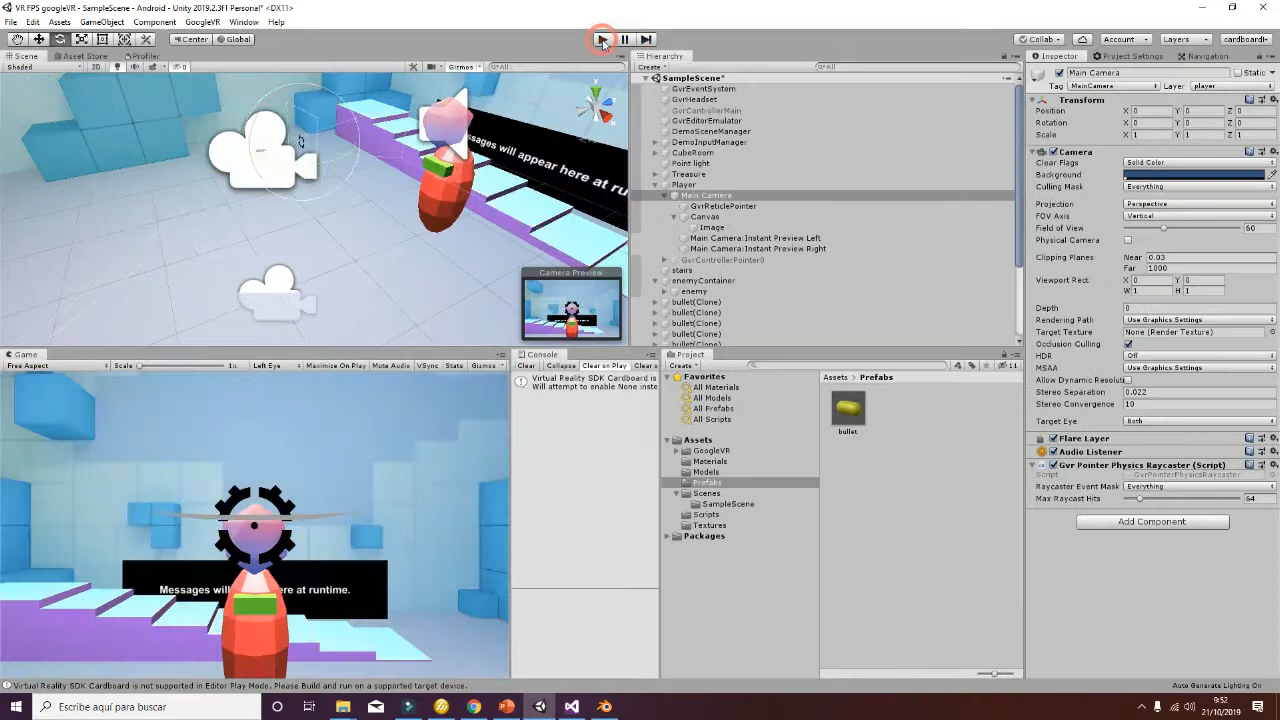 VR FPS googleVR - SampleScene - Android - Unity 2019.2.3f1 Personal* <DX11>
File Edit Assets GameObject Component GoogleVR Window Help
Center Global Collab Account Layers cardboard
Scene Asset Store Profiler
Shaded 2D 0 Gizmos All
Messages will appear here at ru
Camera Preview
Hierarchy
Create All
SampleScene*
GvrEventSystem
GvrHeadset
GvrControllerMain
GvrEditorEmulator
DemoSceneManager
DemoInputManager
CubeRoom
Point light
Treasure
Player
Main Camera
GvrReticlePointer
Canvas
Image
Main Camera:Instant Preview Left
Main Camera:Instant Preview Right
GvrControllerPointer0
stairs
enemyContainer
enemy
bullet(Clone)
bullet(Clone)
bullet(Clone)
bullet(Clone)
bullet(Clone)
Inspector Project Settings Navigation
Main Camera Static
Tag MainCamera Layer player
Transform
Position X 0 Y 0 Z 0
Rotation X 0 Y 0 Z 0
Scale X 1 Y 1 Z 1
Camera
Clear Flags Solid Color
Background
Culling Mask Everything
Projection Perspective
FOV Axis Vertical
Field of View 60
Physical Camera
Clipping Planes Near 0.03
Far 1000
Viewport Rect X 0 Y 0
W 1 H 1
Depth 0
Rendering Path Use Graphics Settings
Target Texture None (Render Texture)
Occlusion Culling
HDR Off
MSAA Use Graphics Settings
Allow Dynamic Resoluti
Stereo Separation 0.022
Stereo Convergence 10
Target Eye Both
Flare Layer
Audio Listener
Gvr Pointer Physics Raycaster (Script)
Script GvrPointerPhysicsRaycaster
Raycaster Event Mask Everything
Max Raycast Hits 64
Add Component
Game
Free Aspect Scale 1x Left Eye Maximize On Play Mute Audio VSync Stats Gizmos
Messages will here at runtime.
Console
Clear Collapse Clear on Play Clear o
Virtual Reality SDK Cardboard is
Will attempt to enable None inste
Project
Create 11
Favorites
All Materials
All Models
All Prefabs
All Scripts
Assets
GoogleVR
Materials
Models
Prefabs
Scenes
SampleScene
Scripts
Textures
Packages
Assets Prefabs
bullet
Virtual Reality SDK Cardboard is not supported in Editor Play Mode. Please Build and run on a supported target device.
Auto Generate Lighting On
Escribe aquí para buscar
9:52
21/10/2019